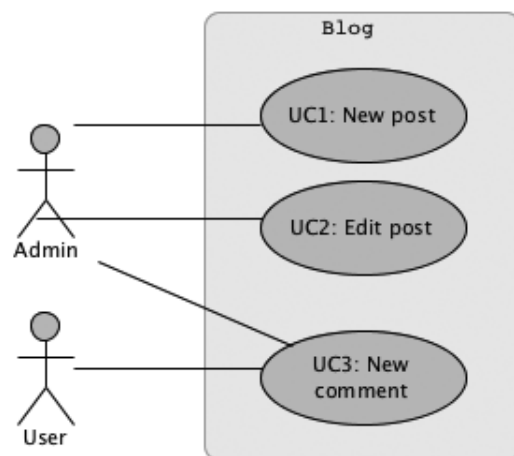 Blog
UC1: New post
UC2: Edit post
Admin
UC3: New
comment
User